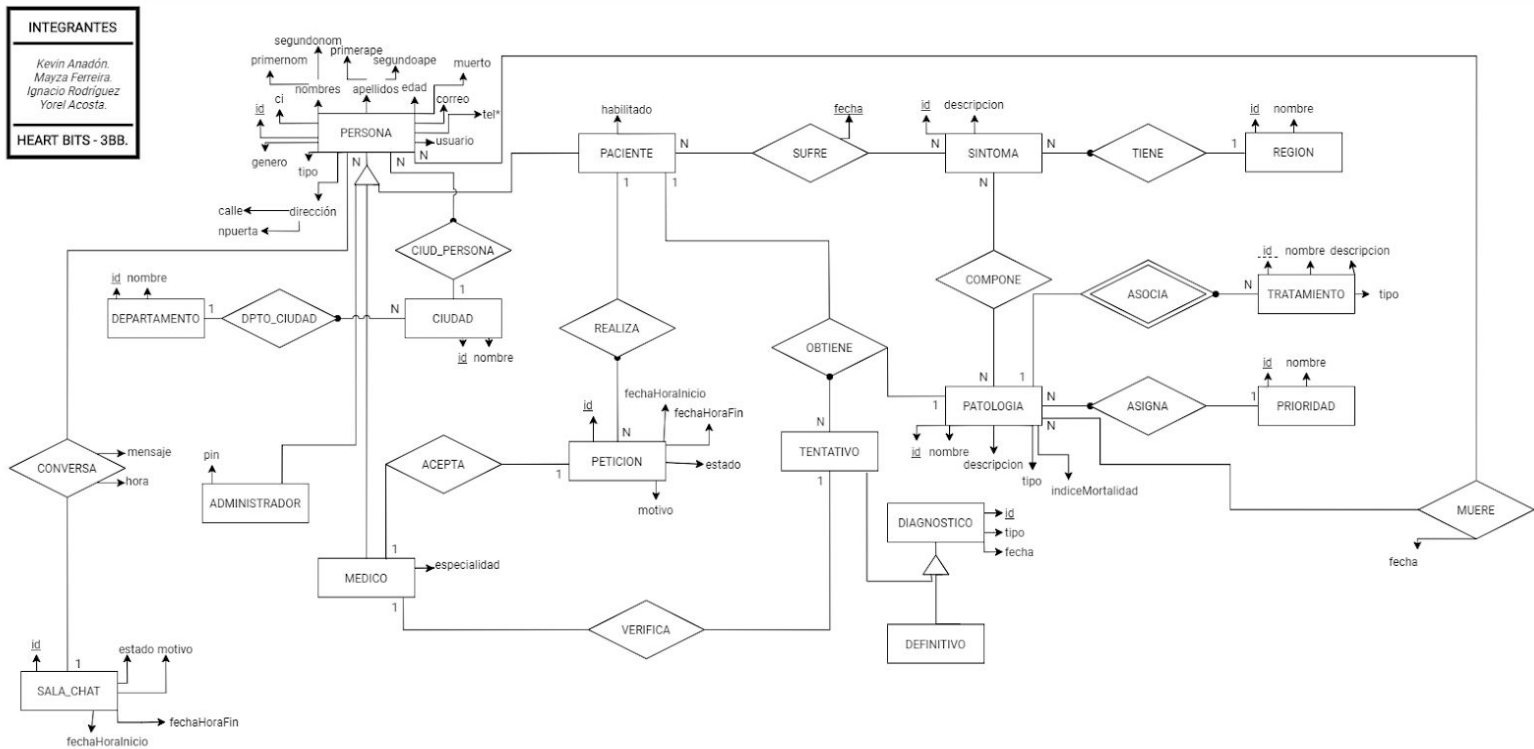 INTEGRANTES
Kevin Anadón.
Mayza Ferreira.
Ignacio Rodríguez
Yorel Acosta.
HEART BITS - 3BB.
segundonom
primerape
primernom
segundoape
muerto
nombres
apellidos
edad
ci
correo
id
tel*
PERSONA
usuario
genero
tipo
N
N
N
calle
dirección
npuerta
habilitado
PACIENTE
N
1
1
fecha
SUFRE
N
id
descripcion
SINTOMA
N
N
TIENE
1
id
nombre
REGION
CIUD_PERSONA
1
id
nombre
DEPARTAMENTO
1
DPTO_CIUDAD
N
CIUDAD
id
nombre
REALIZA
N
COMPONE
N
OBTIENE
1
N
ASOCIA
1
N
id
nombre
descripcion
TRATAMIENTO
tipo
PATOLOGIA
N
N
id
nombre
descripcion
tipo
indiceMortalidad
ASIGNA
1
id
nombre
PRIORIDAD
fechaHoraInicio
id
fechaHoraFin
PETICION
estado
motivo
1
ACEPTA
1
TENTATIVO
1
CONVERSA
mensaje
hora
pin
ADMINISTRADOR
DIAGNOSTICO
id
tipo
fecha
MUERE
fecha
MEDICO
especialidad
1
VERIFICA
DEFINITIVO
id
1
estado
motivo
SALA_CHAT
fechaHoraFin
fechaHoraInicio